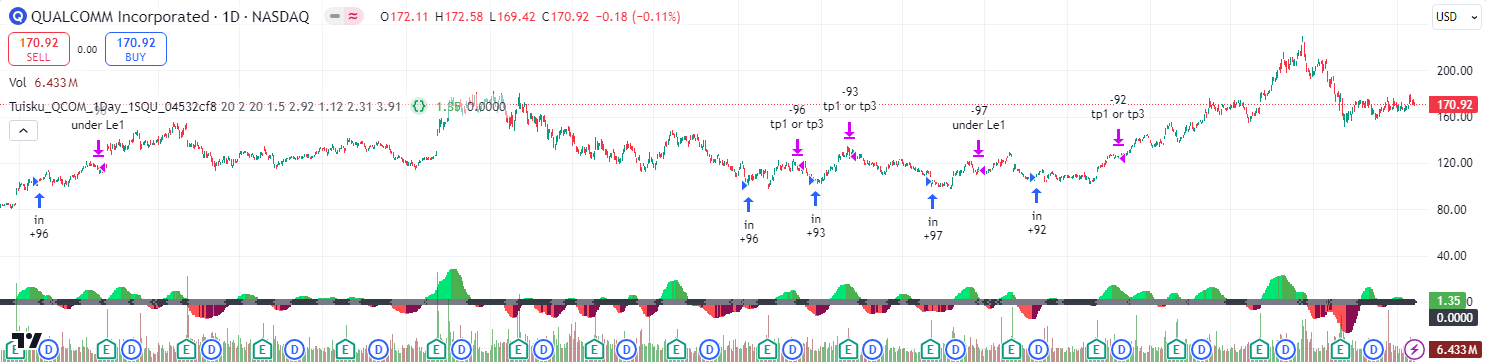 QUALCOMM Incorporated · 1D · NASDAQ O172.11 H172.58 L169.42 C170.92 −0.18 (−0.11%)
USD
170.92 SELL
0.00
170.92 BUY
Vol 6.433 M
Tuisku_QCOM_1Day_1SQU_04532cf8 20 2 20 1.5 2.92 1.12 2.31 3.91 {} 1.35 0.0000
under Le1
-96
tp1 or tp3
-93
tp1 or tp3
-97
under Le1
-92
tp1 or tp3
in
+96
in
+96
in
+93
in
+97
in
+92
200.00
170.92
160.00
120.00
80.00
40.00
1.35
0.0000
6.433 M
E D E D E D E D E D E D E D E D E D E D E D E D E D E D E D E D E D